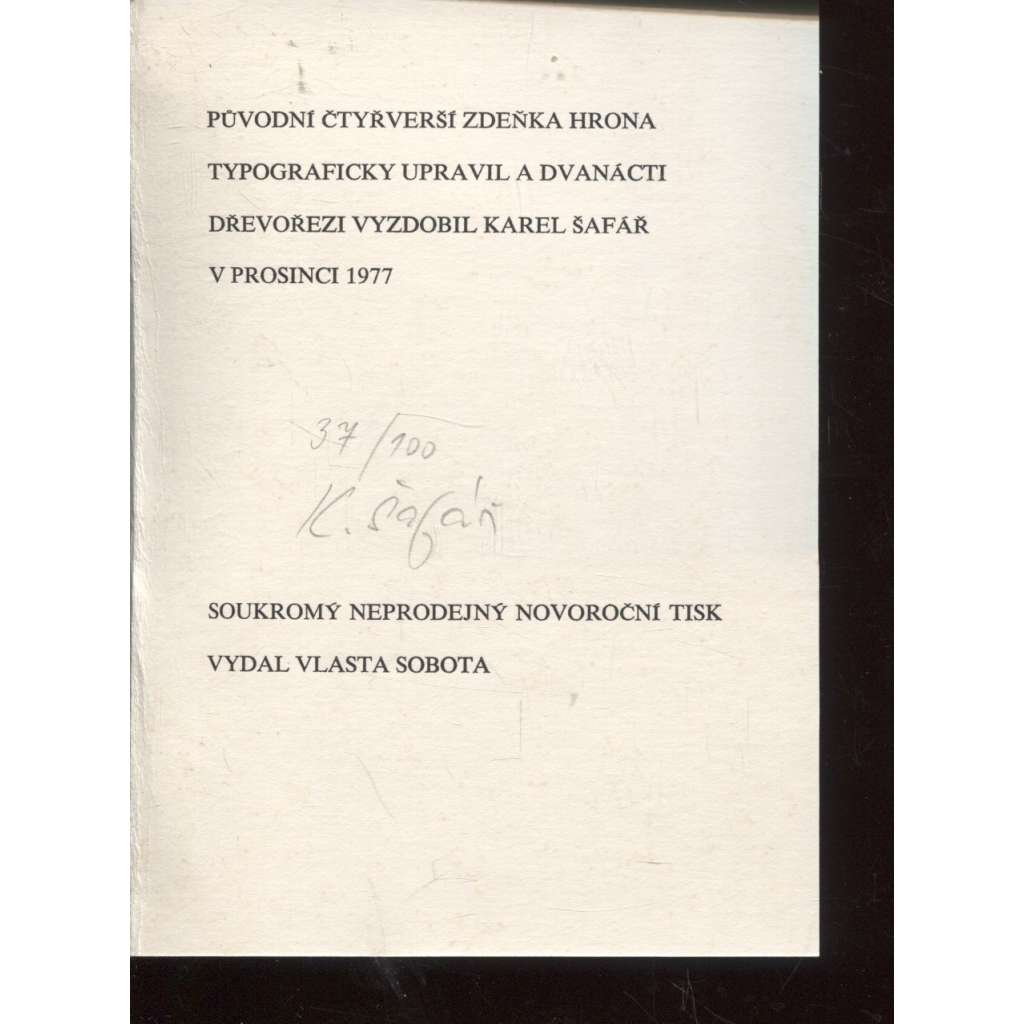 PŮVODNÍ ČTYŘVERŠÍ ZDEŇKA HRONA
TYPOGRAFICKY UPRAVIL A DVANÁCTI
DŘEVOŘEZI VYZDOBIL KAREL ŠAFÁŘ
V PROSINCI 1977
37/100
K. Šafář
SOUKROMÝ NEPRODEJNÝ NOVOROČNÍ TISK
VYDAL VLASTA SOBOTA